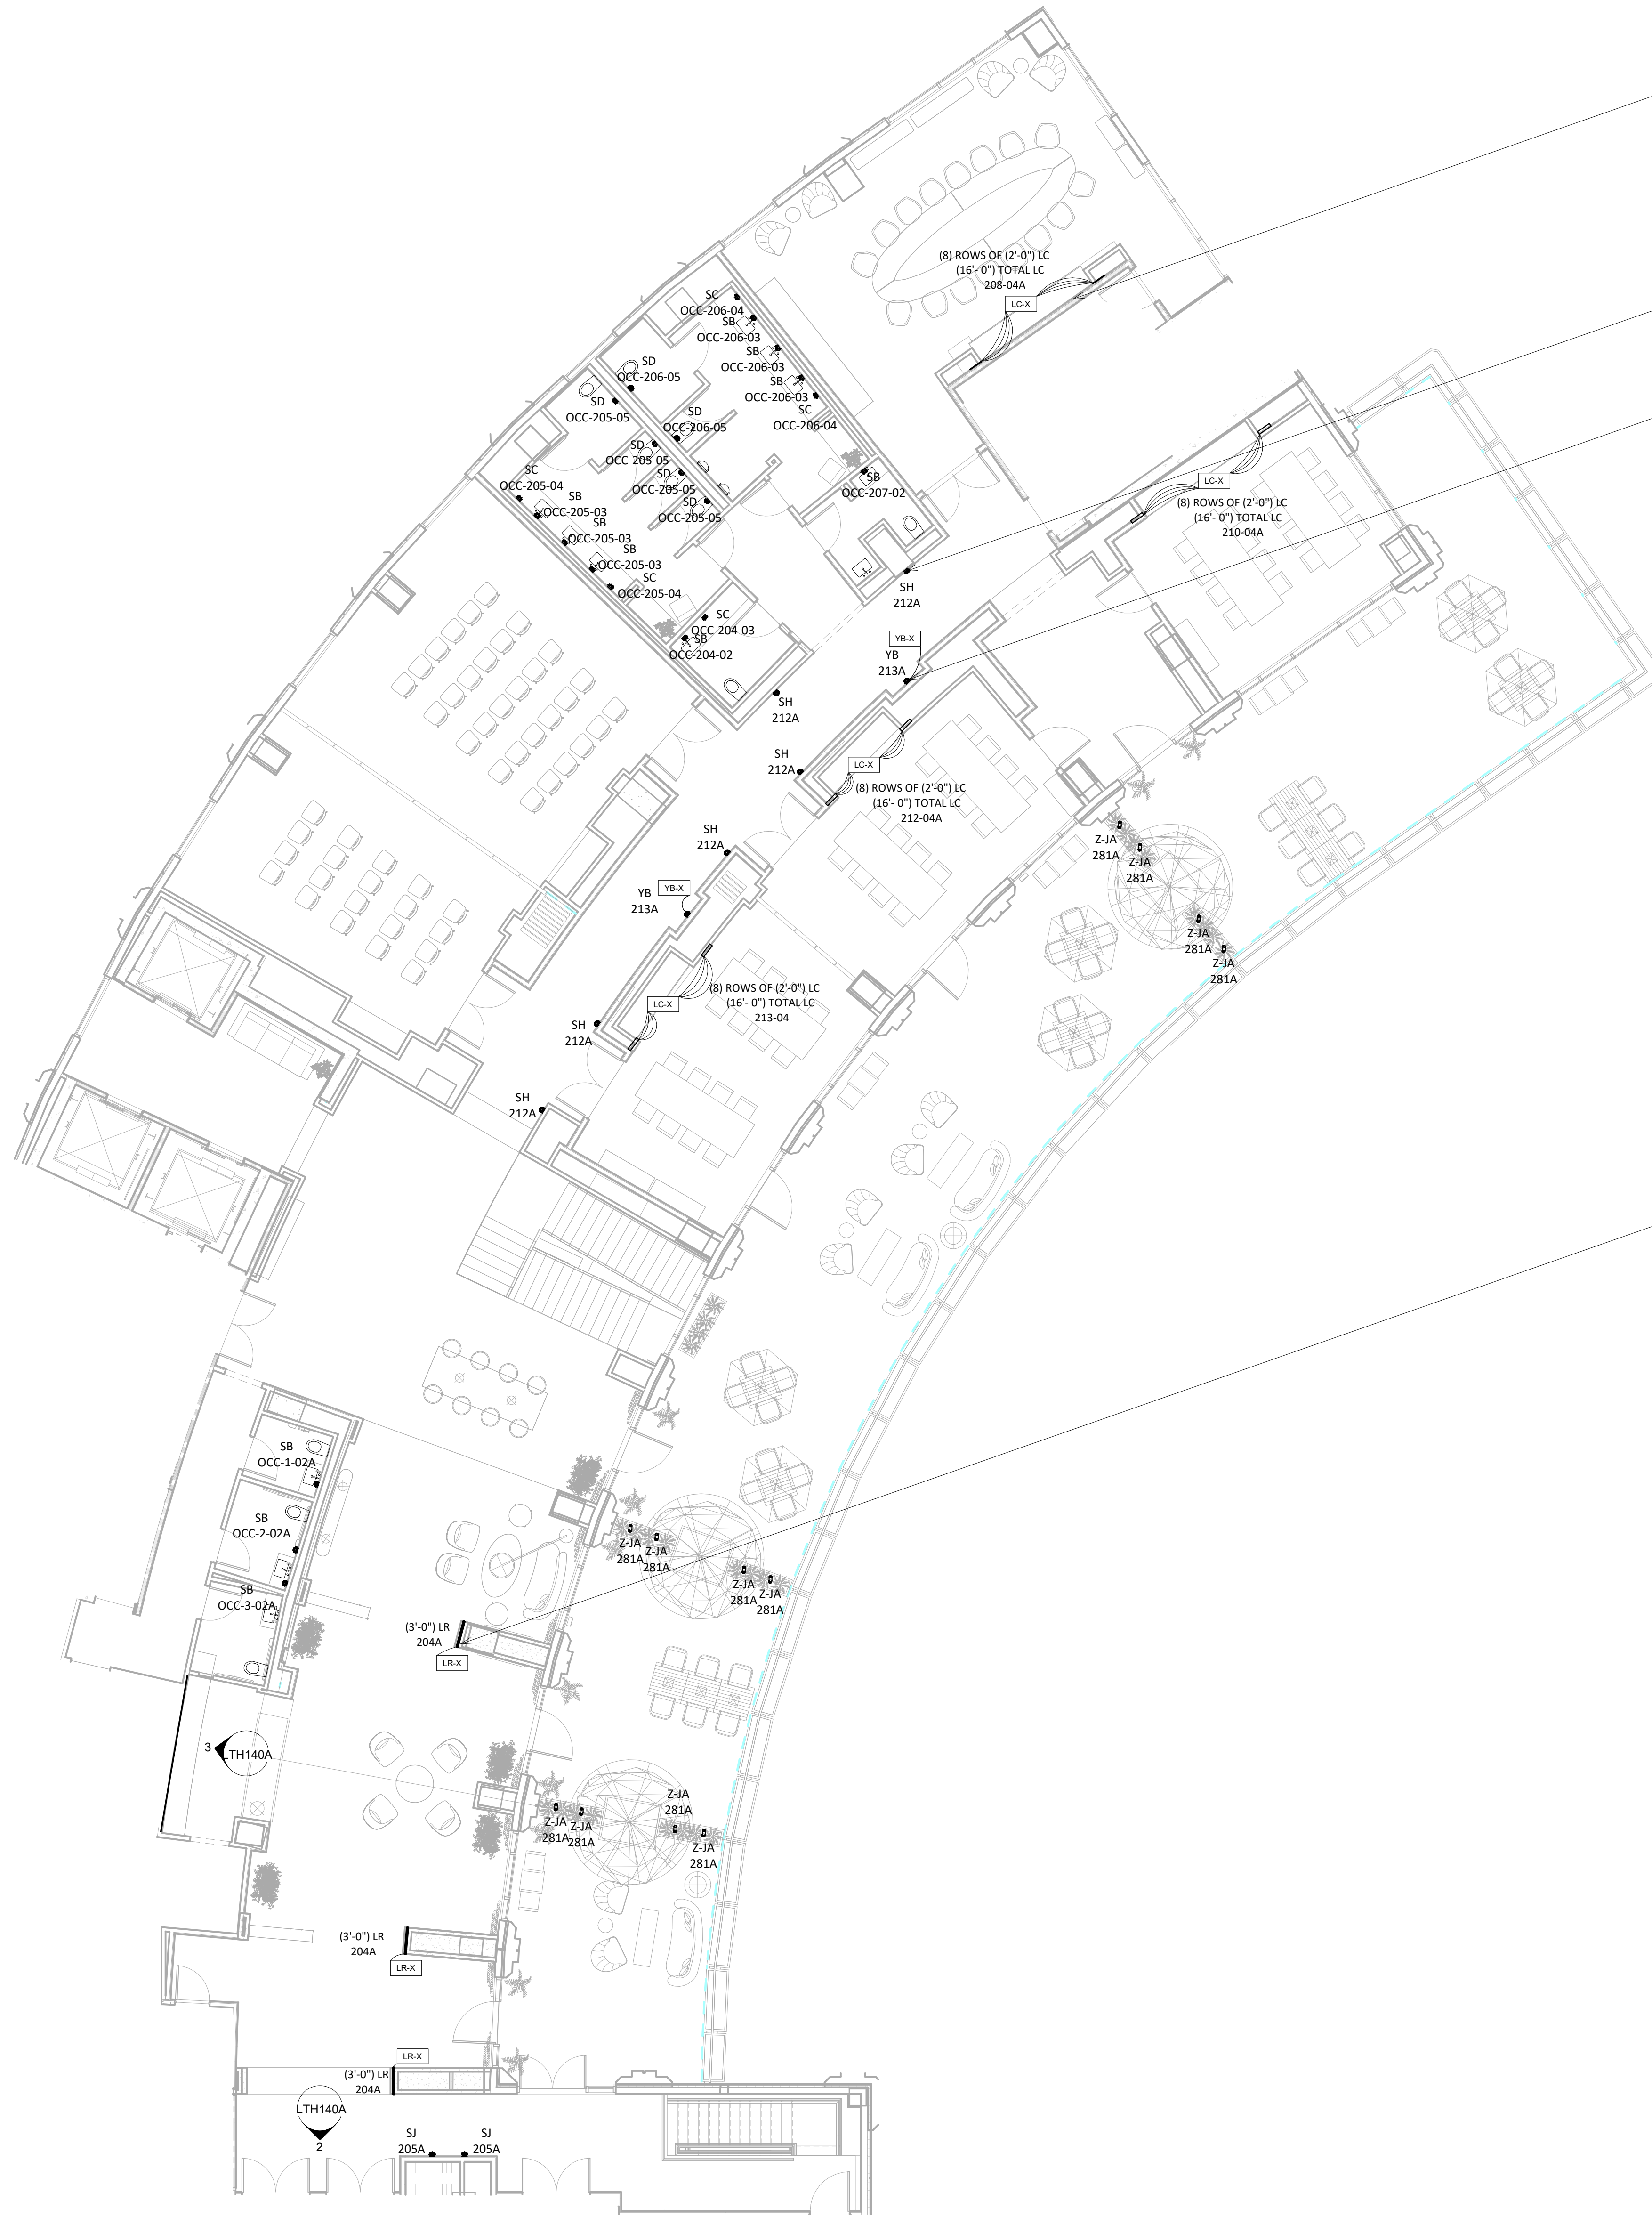 (8) ROWS OF (2'-0") LC
(16'- 0") TOTAL LC
208-04A
LC-X
SC
OCC-206-04
SB
OCC-206-03
SB
OCC-206-03
SB
OCC-206-03
SC
OCC-206-04
SD
OCC-206-05
SD
OCC-205-05
SD
OCC-206-05
SD
OCC-205-05
SD
OCC-205-05
SD
OCC-205-05
SC
OCC-205-04
SB
OCC-205-03
SB
OCC-205-03
SB
OCC-205-03
SC
OCC-205-04
SB
OCC-207-02
LC-X
(8) ROWS OF (2'-0") LC
(16'- 0") TOTAL LC
210-04A
SH
212A
SC
OCC-204-03
SB
OCC-204-02
YB-X
YB
213A
SH
212A
SH
212A
LC-X
(8) ROWS OF (2'-0") LC
(16'- 0") TOTAL LC
212-04A
SH
212A
Z-JA
281A
Z-JA
281A
YB-X
YB
213A
Z-JA
281A
Z-JA
281A
LC-X
(8) ROWS OF (2'-0") LC
(16'- 0") TOTAL LC
213-04
SH
212A
SH
212A
SB
OCC-1-02A
SB
OCC-2-02A
SB
OCC-3-02A
Z-JA
281A
Z-JA
281A
Z-JA
281A
Z-JA
281A
(3'-0") LR
204A
LR-X
3
LTH140A
Z-JA
281A
Z-JA
281A
Z-JA
281A
Z-JA
281A
(3'-0") LR
204A
LR-X
LR-X
(3'-0") LR
204A
LTH140A
2
SJ
205A
SJ
205A